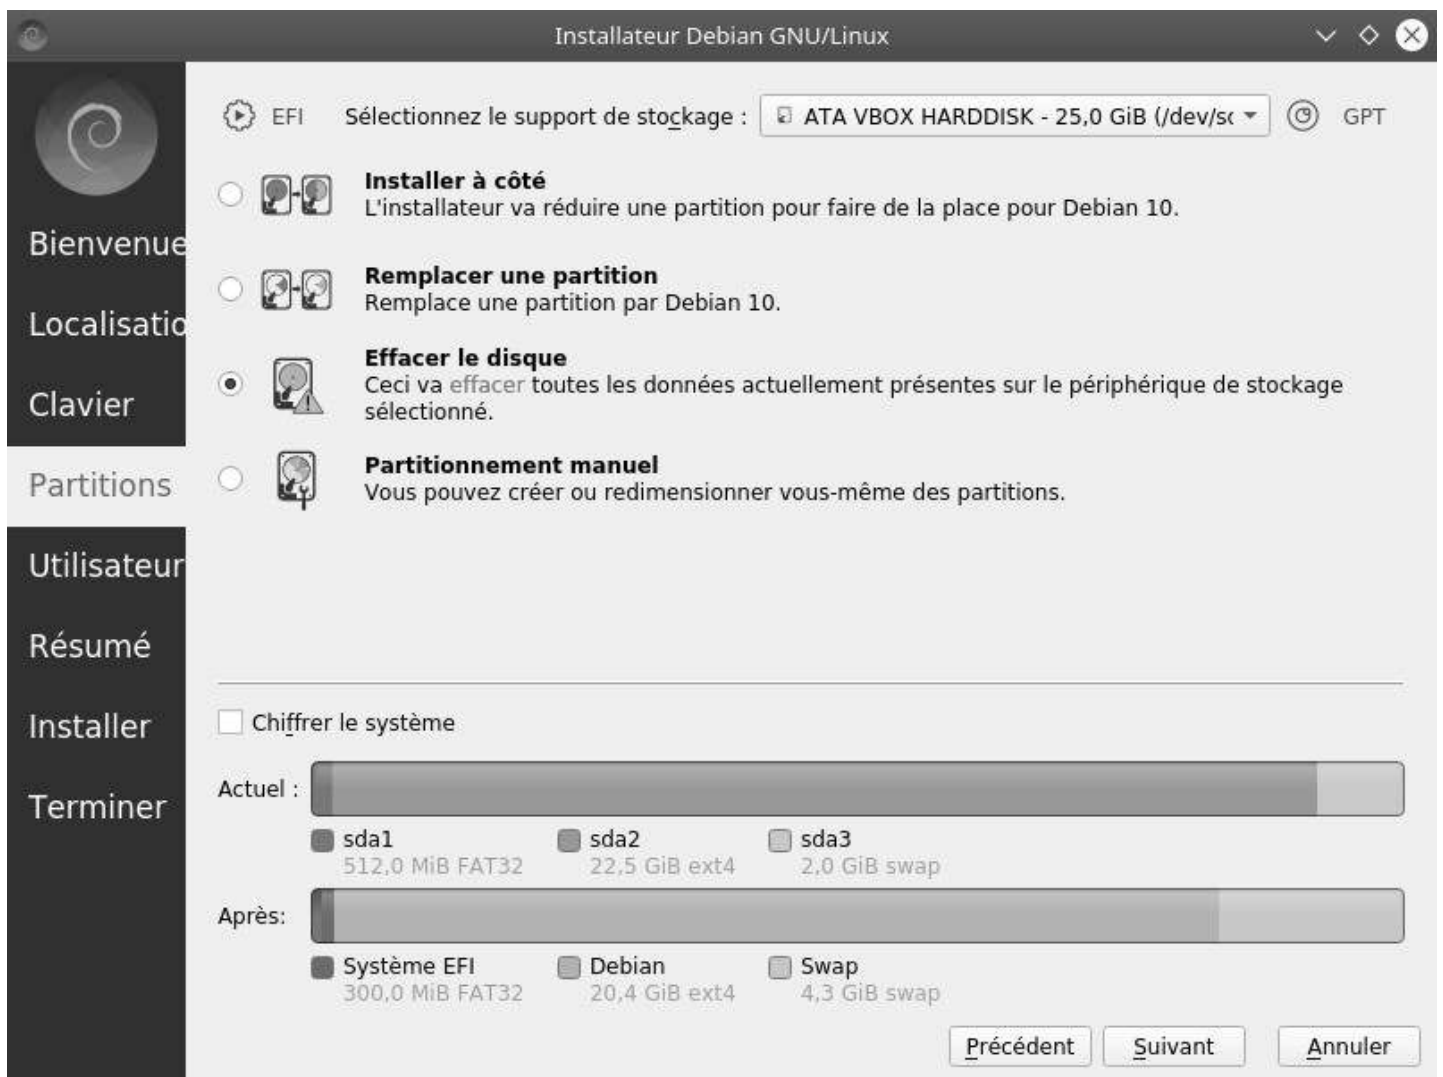 Installateur Debian GNU/Linux
EFI
Sélectionnez le support de stockage :
ATA VBOX HARDDISK - 25,0 GiB (/dev/sc
GPT
Installer à côté
L'installateur va réduire une partition pour faire de la place pour Debian 10.
Remplacer une partition
Remplace une partition par Debian 10.
Effacer le disque
Ceci va effacer toutes les données actuellement présentes sur le périphérique de stockage
sélectionné.
Partitionnement manuel
Vous pouvez créer ou redimensionner vous-même des partitions.
Bienvenue
Localisatio
Clavier
Partitions
Utilisateur
Résumé
Installer
Terminer
Chiffrer le système
Actuel :
sda1
512,0 MiB FAT32
sda2
22,5 GiB ext4
sda3
2,0 GiB swap
Après:
Système EFI
300,0 MiB FAT32
Debian
20,4 GiB ext4
Swap
4,3 GiB swap
Précédent
Suivant
Annuler